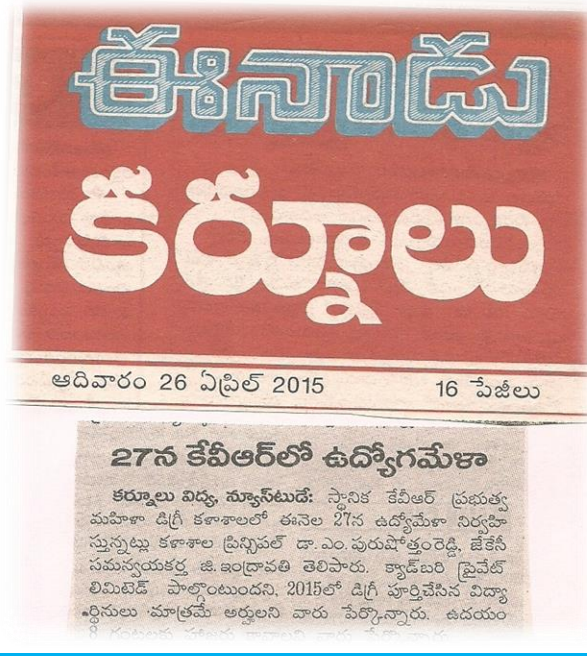 ఈనాడు
కర్నూలు
ఆదివారం 26 ఏప్రిల్ 2015 16 పేజీలు
27న కేవీఆర్‌లో ఉద్యోగమేళా
కర్నూలు విద్య, న్యూస్‌టుడే: స్థానిక కేవీఆర్ ప్రభుత్వ
మహిళా డిగ్రీ కళాశాలలో ఈనెల 27న ఉద్యోమేళా నిర్వహి
స్తున్నట్లు కళాశాల ప్రిన్సిపల్ డా.ఎం.పురుషోత్తంరెడ్డి, జేకేసీ
సమన్వయకర్త జి.ఇంద్రావతి తెలిపారు. క్యాడ్‌బరి ప్రైవేట్
లిమిటెడ్ పాల్గొంటుందని, 2015లో డిగ్రీ పూర్తిచేసిన విద్యా
ర్థినులు మాత్రమే అర్హులని వారు పేర్కొన్నారు. ఉదయం